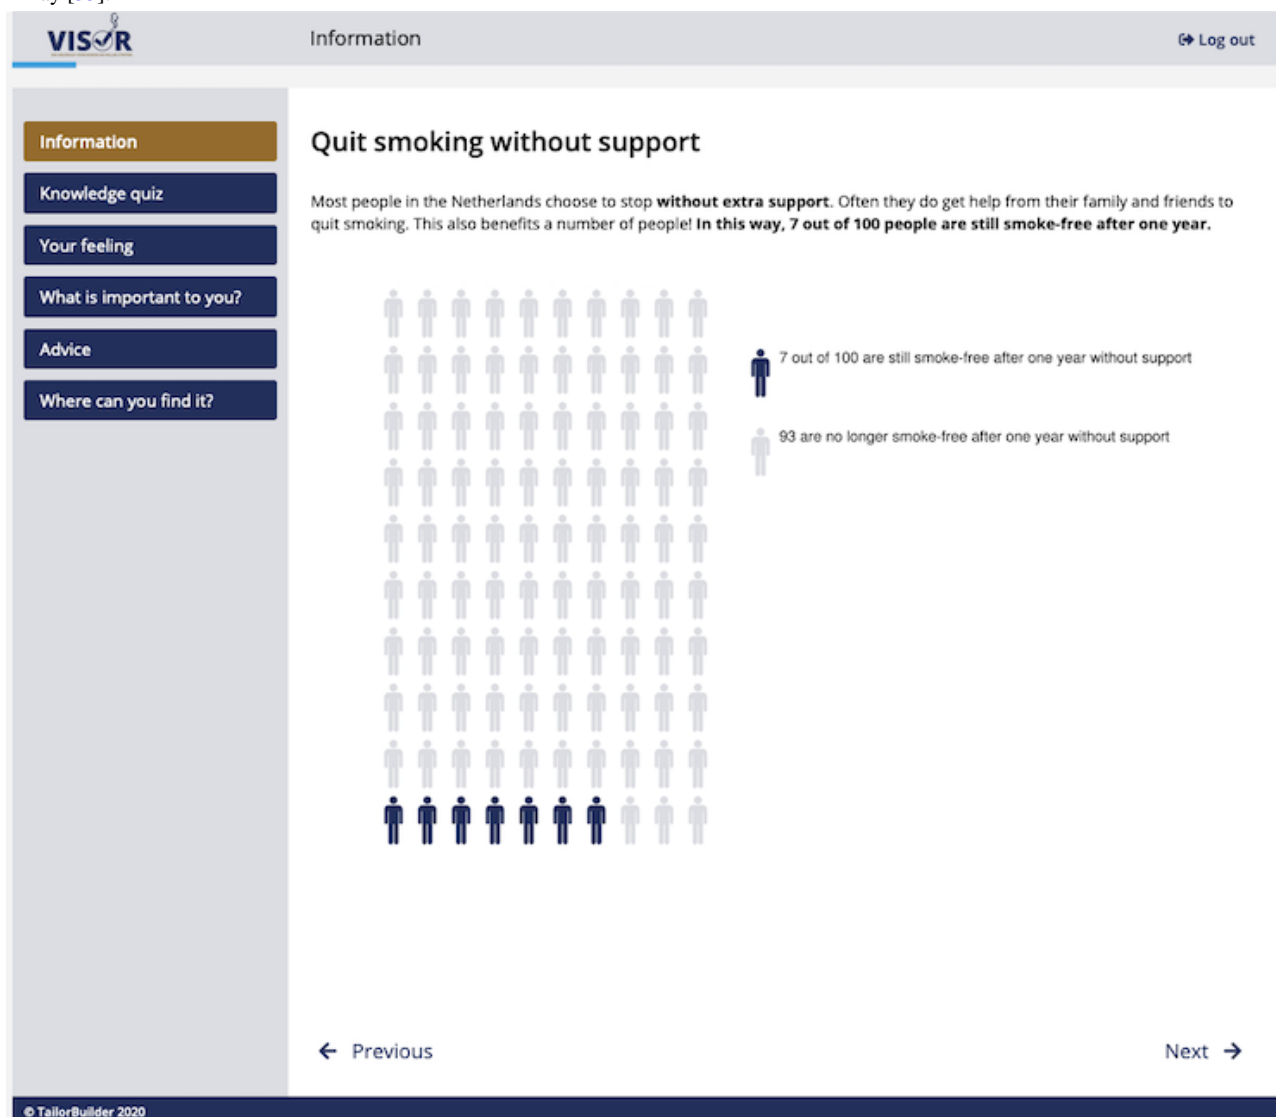 VISOR
Information
Log out
Information
Knowledge quiz
Your feeling
What is important to you?
Advice
Where can you find it?
Quit smoking without support
Most people in the Netherlands choose to stop without extra support. Often they do get help from their family and friends to
quit smoking. This also benefits a number of people! In this way, 7 out of 100 people are still smoke-free after one year.
7 out of 100 are still smoke-free after one year without support
93 are no longer smoke-free after one year without support
Previous
Next
© TailorBuilder 2020